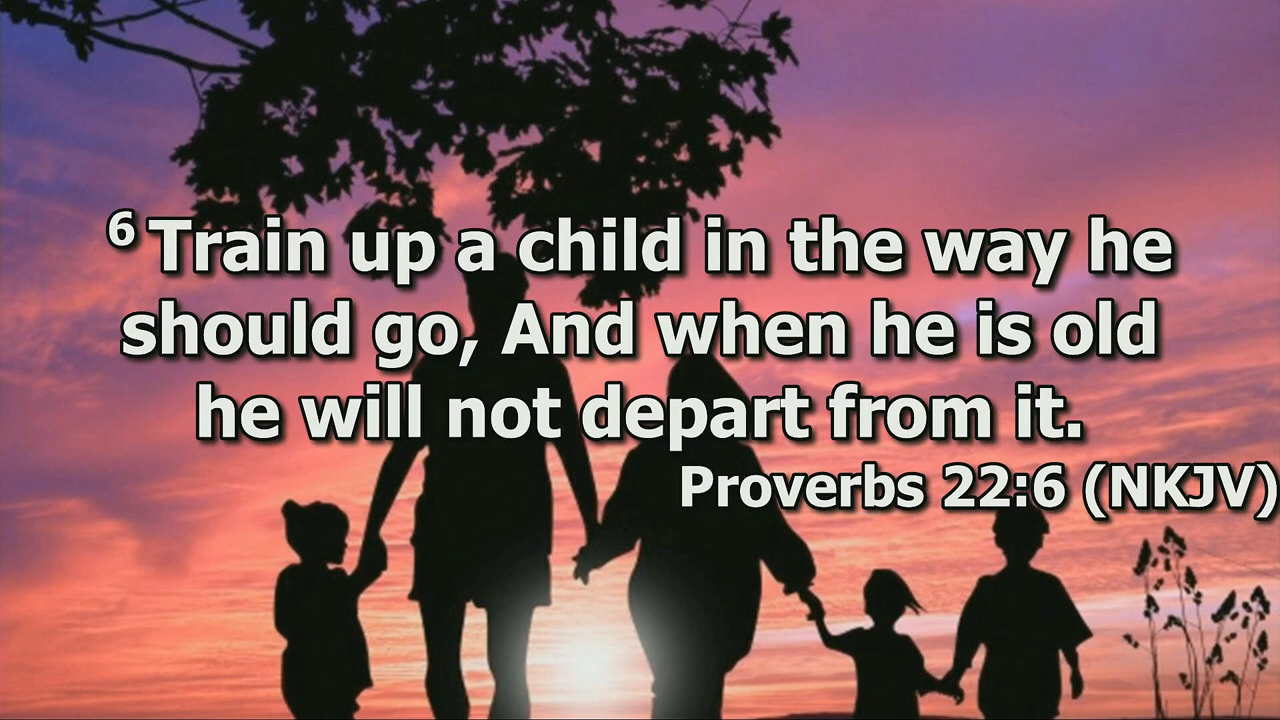 6 Train up a child in the way he
should go, And when he is old
he will not depart from it.
Proverbs 22:6 (NKJV)